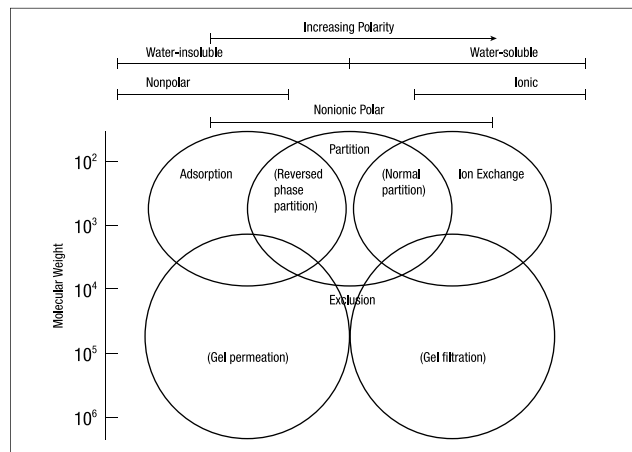 Increasing Polarity
Water-insoluble Water-soluble
Nonpolar Ionic
Nonionic Polar
Partition
Adsorption (Reversed phase partition) (Normal partition) Ion Exchange
Exclusion
(Gel permeation) (Gel filtration)
Molecular Weight
10²
10³
10⁴
10⁵
10⁶